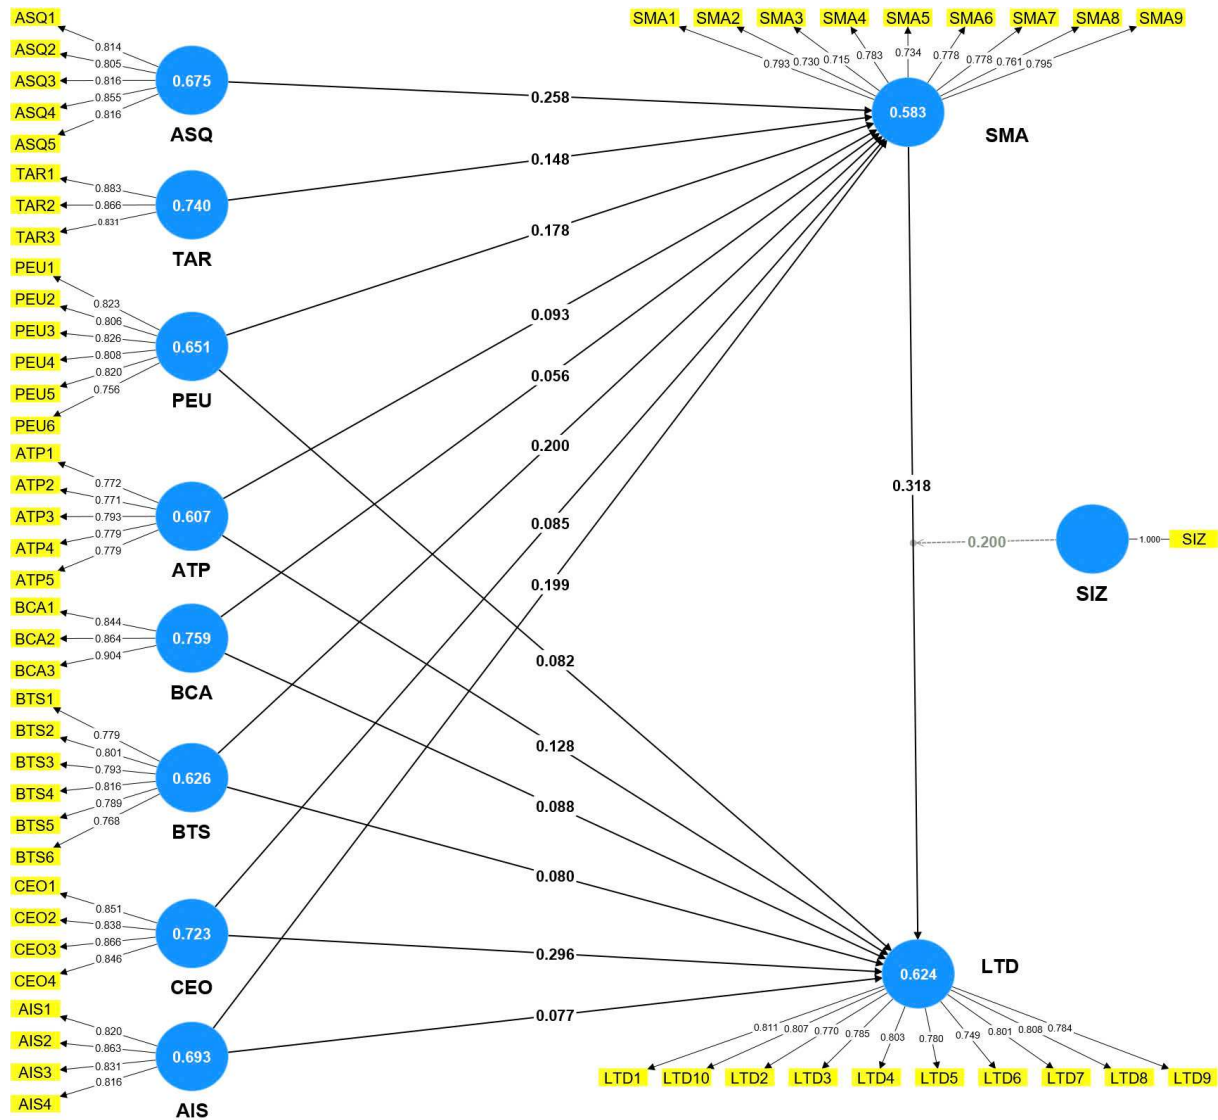 ASQ1
ASQ2
ASQ3
ASQ4
ASQ5
0.814
0.805
0.816
0.855
0.816
0.675
ASQ
TAR1
TAR2
TAR3
0.883
0.866
0.831
0.740
TAR
PEU1
PEU2
PEU3
PEU4
PEU5
PEU6
0.823
0.806
0.826
0.808
0.820
0.756
0.651
PEU
ATP1
ATP2
ATP3
ATP4
ATP5
0.772
0.771
0.793
0.779
0.779
0.607
ATP
BCA1
BCA2
BCA3
0.844
0.864
0.904
0.759
BCA
BTS1
BTS2
BTS3
BTS4
BTS5
BTS6
0.779
0.801
0.793
0.816
0.789
0.768
0.626
BTS
CEO1
CEO2
CEO3
CEO4
0.851
0.838
0.866
0.846
0.723
CEO
AIS1
AIS2
AIS3
AIS4
0.820
0.863
0.831
0.816
0.693
AIS
0.258
0.148
0.178
0.093
0.056
0.200
0.085
0.199
0.082
0.128
0.088
0.080
0.296
0.077
SMA1 SMA2 SMA3 SMA4 SMA5 SMA6 SMA7 SMA8 SMA9
0.793 0.730 0.715 0.783 0.734 0.778 0.778 0.761 0.795
0.583
SMA
0.318
0.200
1.000
SIZ
SIZ
0.624
LTD
0.811 0.807 0.770 0.785 0.803 0.780 0.749 0.801 0.808 0.784
LTD1 LTD10 LTD2 LTD3 LTD4 LTD5 LTD6 LTD7 LTD8 LTD9